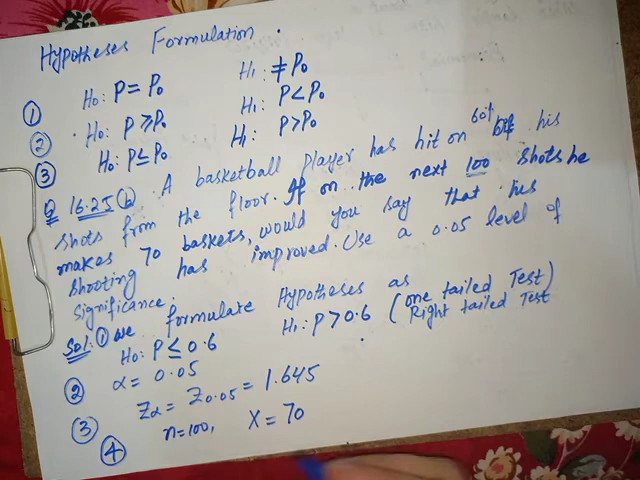 Hypotheses Formulation
① H₀: P = P₀ H₁: ≠ P₀
② H₀: P ≥ P₀ H₁: P < P₀
③ H₀: P ≤ P₀ H₁: P > P₀
Q 16.25(b) A basketball player has hit on 60% of his
shots from the floor. If on the next 100 shots he
makes 70 baskets, would you say that his
shooting has improved. Use a 0.05 level of
significance.
Sol: ① we formulate Hypotheses as
H₀: P ≤ 0.6 H₁: P > 0.6 (one tailed Test)
Right tailed Test
② α = 0.05
Zα = Z0.05 = 1.645
③ n=100, X = 70
④